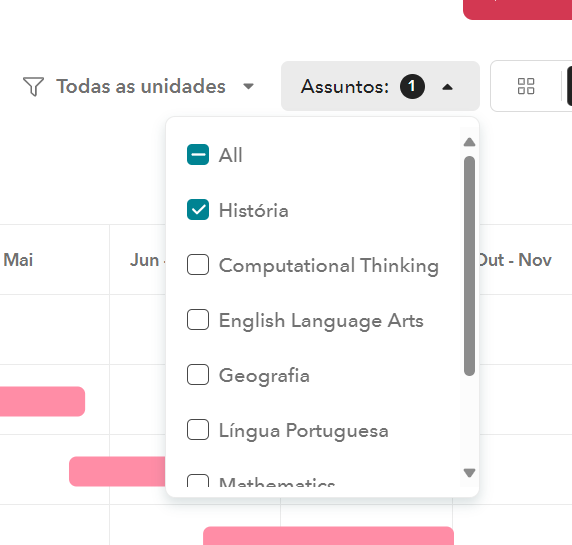 Todas as unidades
Assuntos: 1
All
História
Mai
Jun -
Out - Nov
Computational Thinking
English Language Arts
Geografia
Língua Portuguesa
Mathematics